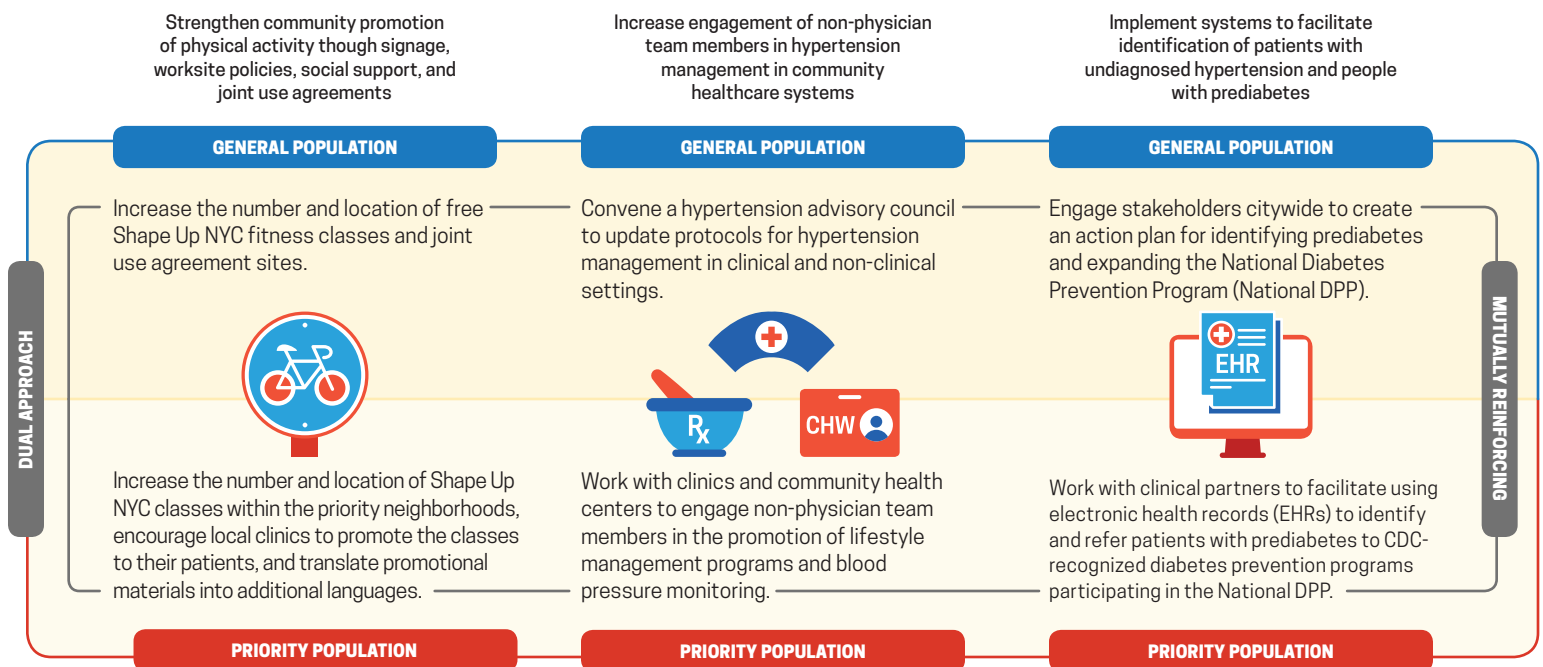 Strengthen community promotion
of physical activity though signage,
worksite policies, social support, and
joint use agreements
Increase engagement of non-physician
team members in hypertension
management in community
healthcare systems
Implement systems to facilitate
identification of patients with
undiagnosed hypertension and people
with prediabetes
GENERAL POPULATION
GENERAL POPULATION
GENERAL POPULATION
DUAL APPROACH
Increase the number and location of free
Shape Up NYC fitness classes and joint
use agreement sites.
Convene a hypertension advisory council
to update protocols for hypertension
management in clinical and non-clinical
settings.
Engage stakeholders citywide to create
an action plan for identifying prediabetes
and expanding the National Diabetes
Prevention Program (National DPP).
MUTUALLY REINFORCING
Rx
CHW
EHR
Increase the number and location of Shape Up
NYC classes within the priority neighborhoods,
encourage local clinics to promote the classes
to their patients, and translate promotional
materials into additional languages.
Work with clinics and community health
centers to engage non-physician team
members in the promotion of lifestyle
management programs and blood
pressure monitoring.
Work with clinical partners to facilitate using
electronic health records (EHRs) to identify
and refer patients with prediabetes to CDC-
recognized diabetes prevention programs
participating in the National DPP.
PRIORITY POPULATION
PRIORITY POPULATION
PRIORITY POPULATION